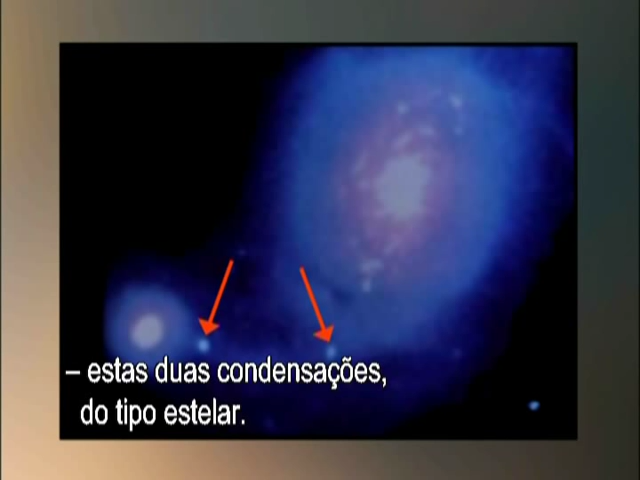 – estas duas condensações,
do tipo estelar.